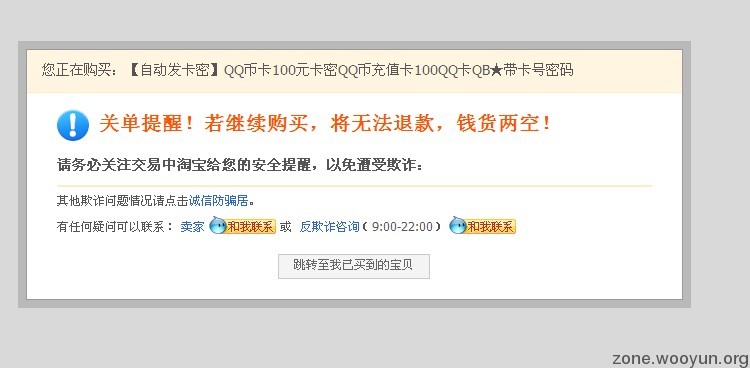 您正在购买：【自动发卡密】QQ币卡100元卡密QQ币充值卡100QQ卡QB★带卡号密码
关单提醒！若继续购买，将无法退款，钱货两空！
请务必关注交易中淘宝给您的安全提醒，以免遭受欺诈：
其他欺诈问题情况请点击诚信防骗居。
有任何疑问可以联系： 卖家 和我联系 或 反欺诈咨询（9:00-22:00） 和我联系
跳转至我已买到的宝贝
zone.wooyun.org